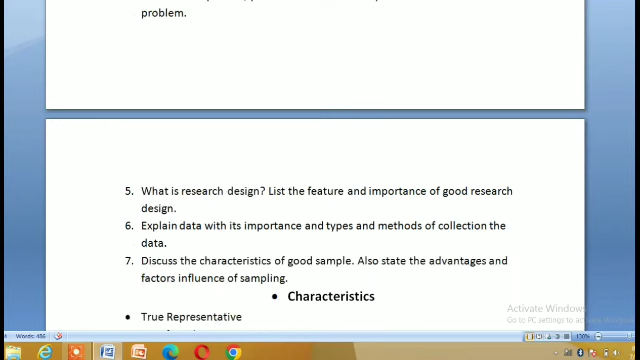 problem.
5. What is research design? List the feature and importance of good research
design.
6. Explain data with its importance and types and methods of collection the
data.
7. Discuss the characteristics of good sample. Also state the advantages and
factors influence of sampling.
• Characteristics
• True Representative
Activate Windows
Go to PC settings to activate Windows.
Words: 486
130%